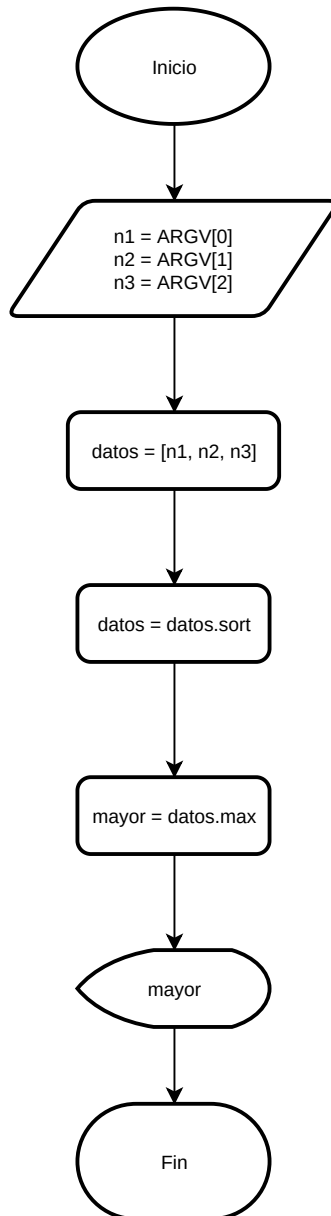 Inicio
n1 = ARGV[0]
n2 = ARGV[1]
n3 = ARGV[2]
datos = [n1, n2, n3]
datos = datos.sort
mayor = datos.max
mayor
Fin